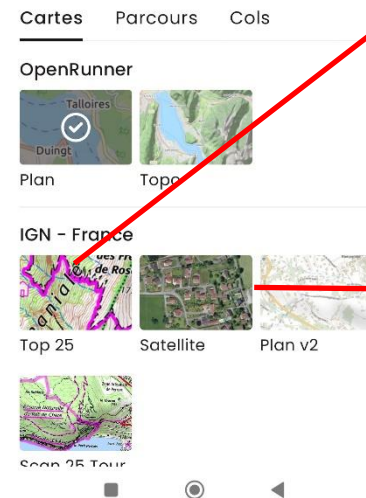 Cartes Parcours Cols
OpenRunner
Talloires
Duingt
Plan Topo
IGN - France
Top 25 Satellite Plan v2
Scan 25 Tour